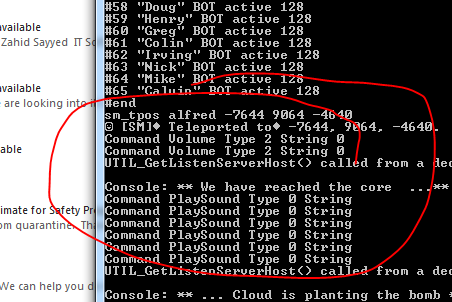 available
Zahid Sayyed IT So
available
e are looking into i
able
imate for Safety Pr
om quarantine. Tha
We can help you d
#58 "Doug" BOT active 128
#59 "Henry" BOT active 128
#60 "Greg" BOT active 128
#61 "Colin" BOT active 128
#62 "Irving" BOT active 128
#63 "Nick" BOT active 128
#64 "Mike" BOT active 128
#65 "Calvin" BOT active 128
#end
sm_tpos alfred -7644 9064 -4640
☺ [SM]♦ Teleported to♦ -7644, 9064, -4640.
Command Volume Type 2 String 0
Command Volume Type 2 String 0
UTIL_GetListenServerHost() called from a dec
Console: ** We have reached the core ...**
Command PlaySound Type 0 String
Command PlaySound Type 0 String
Command PlaySound Type 0 String
Command PlaySound Type 0 String
Command PlaySound Type 0 String
Command PlaySound Type 0 String
UTIL_GetListenServerHost() called from a dec
Console: ** ... Cloud is planting the bomb *